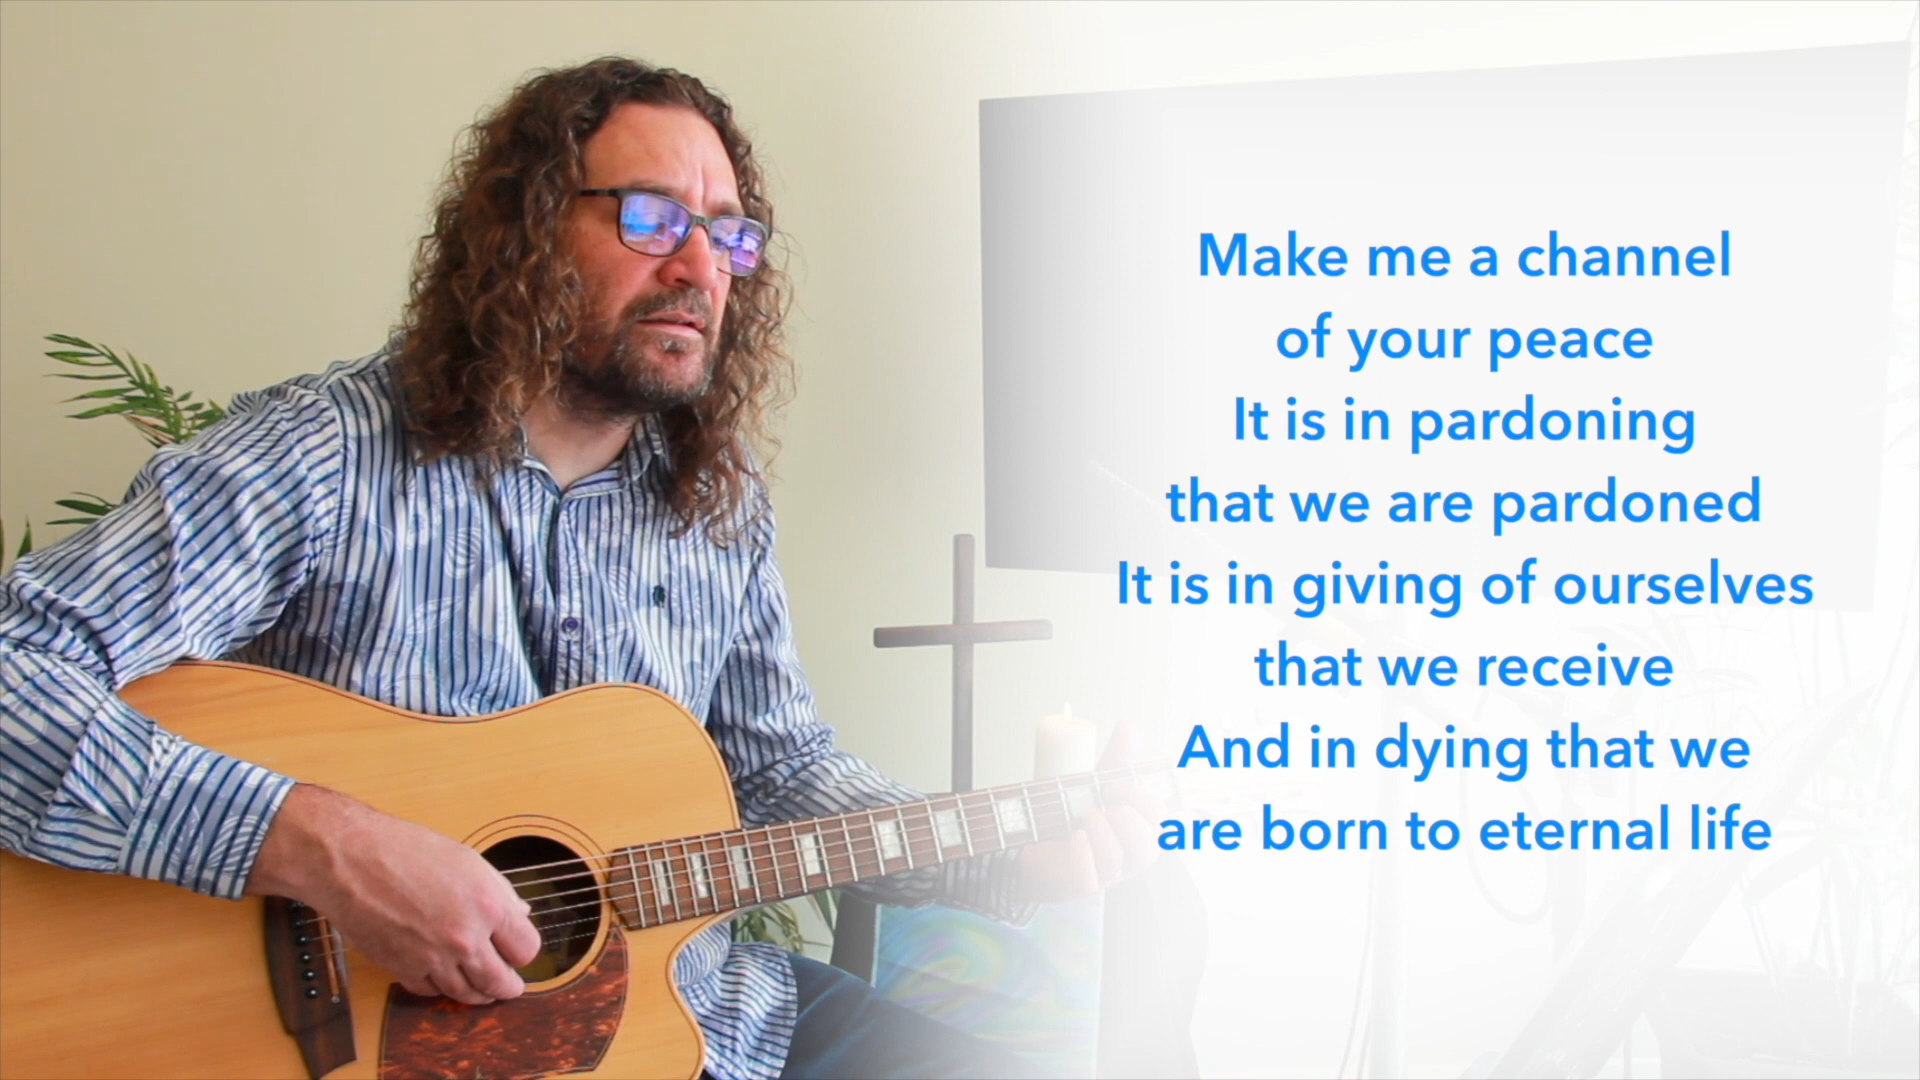 Make me a channel
of your peace
It is in pardoning
that we are pardoned
It is in giving of ourselves
that we receive
And in dying that we
are born to eternal life